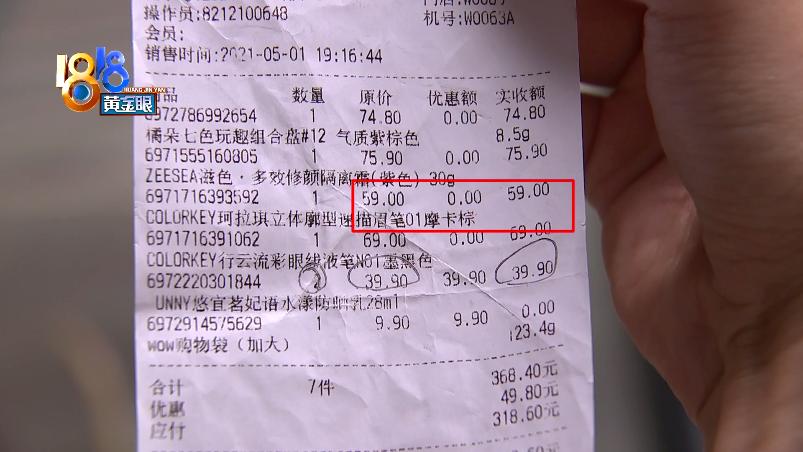 操作员:8212100648
机号:W0063A
会员:
销售时间:2021-05-01 19:16:44
1818
HUANG JIN YAN
黄金眼
品 数量 原价 优惠额 实收额
6972786992654 1 74.80 0.00 74.80
橘朵七色玩趣组合盘#12 气质紫棕色 8.5g
6971555160805 1 75.90 0.00 75.90
ZEESEA滋色·多效修颜隔离霜(紫色) 30g
6971716393592 1 59.00 0.00 59.00
COLORKEY珂拉琪立体廓型速描眉笔01摩卡棕
6971716391062 1 69.00 0.00 69.00
COLORKEY行云流彩眼线液笔N01墨黑色
6972220301844 2 39.90 39.90 39.90
UNNY悠宜茗妃语水漾防晒乳28ml
6972914575629 1 9.90 9.90 0.00
wow购物袋(加大) 123.4g
合计 7件 368.40元
优惠 49.80元
应付 318.60元